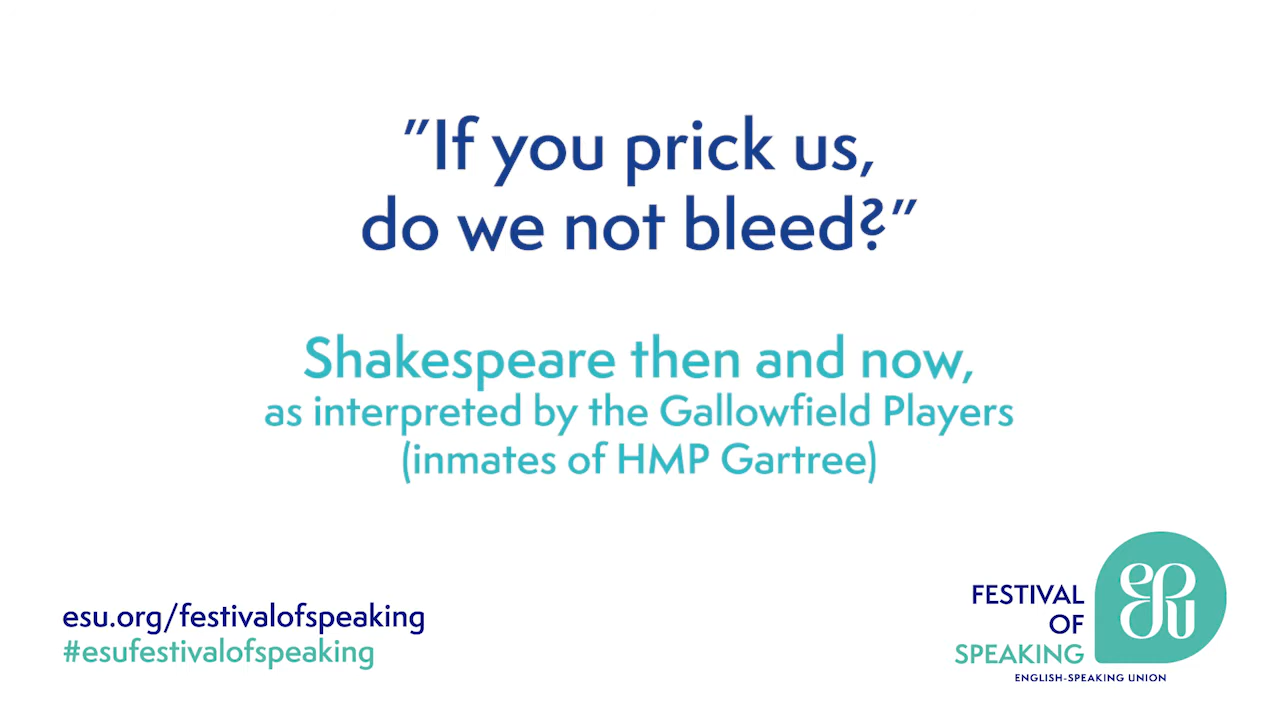 "If you prick us,
do we not bleed?"
Shakespeare then and now,
as interpreted by the Gallowfield Players
(inmates of HMP Gartree)
esu.org/festivalofspeaking
#esufestivalofspeaking
FESTIVAL
OF
SPEAKING
esu
ENGLISH-SPEAKING UNION